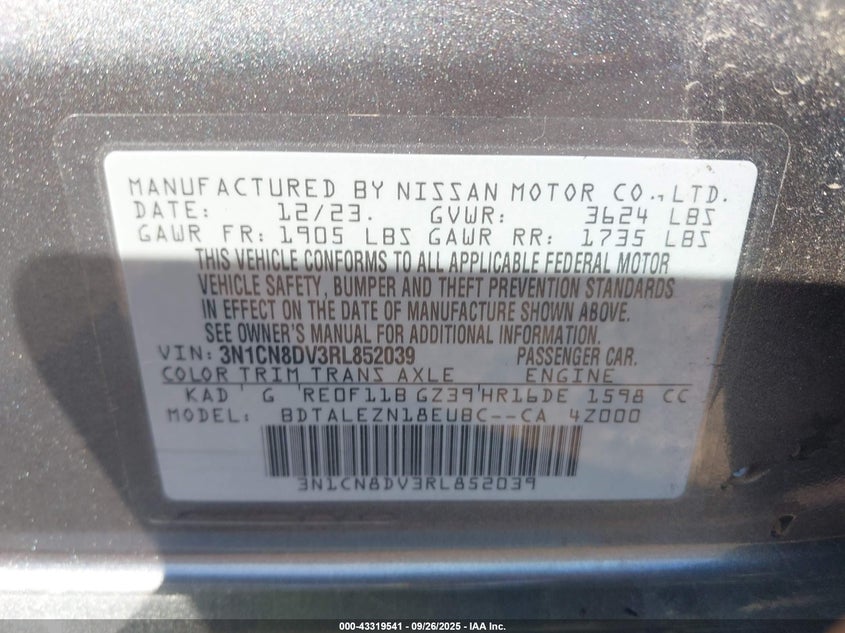 MANUFACTURED BY NISSAN MOTOR CO., LTD.
DATE: 12/23. GVWR: 3624 LBS
GAWR FR: 1905 LBS GAWR RR: 1735 LBS
THIS VEHICLE CONFORMS TO ALL APPLICABLE FEDERAL MOTOR
VEHICLE SAFETY, BUMPER AND THEFT PREVENTION STANDARDS
IN EFFECT ON THE DATE OF MANUFACTURE SHOWN ABOVE.
SEE OWNER'S MANUAL FOR ADDITIONAL INFORMATION.
VIN: 3N1CN8DV3RL852039 PASSENGER CAR.
COLOR TRIM TRANS AXLE ENGINE
KAD G RE0F11B GZ39 HR16DE 1598 CC
MODEL: BDTALEZN18EUBC--CA 4Z000
3N1CN8DV3RL852039
000-43319541 - 09/26/2025 - IAA Inc.